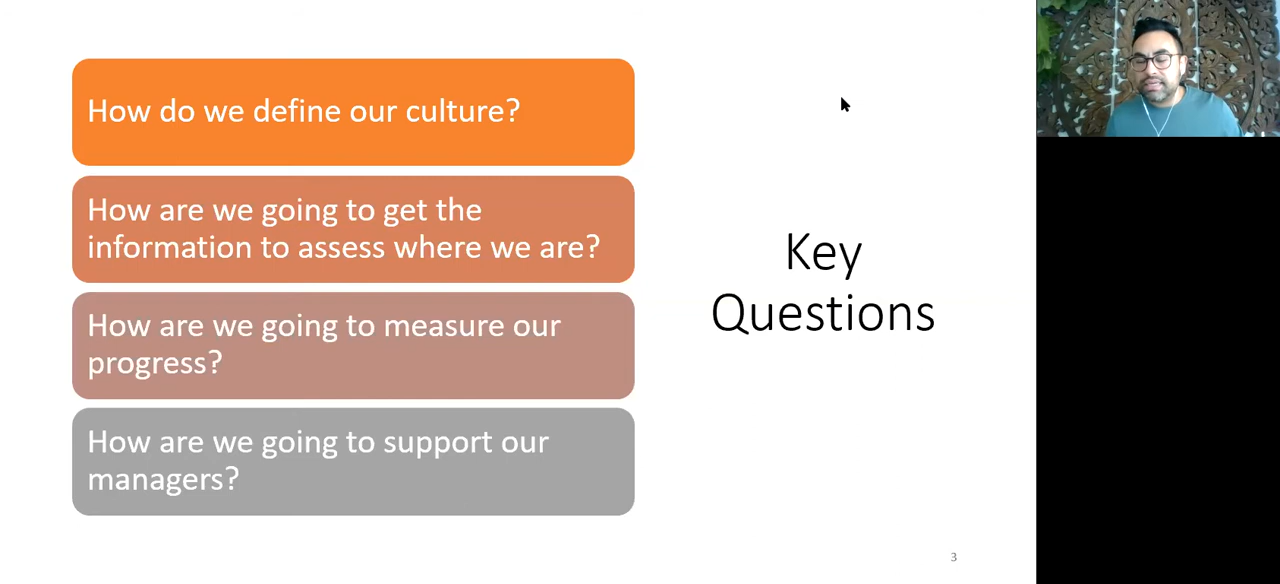 How do we define our culture?
How are we going to get the
information to assess where we are?
How are we going to measure our
progress?
How are we going to support our
managers?
Key
Questions
3